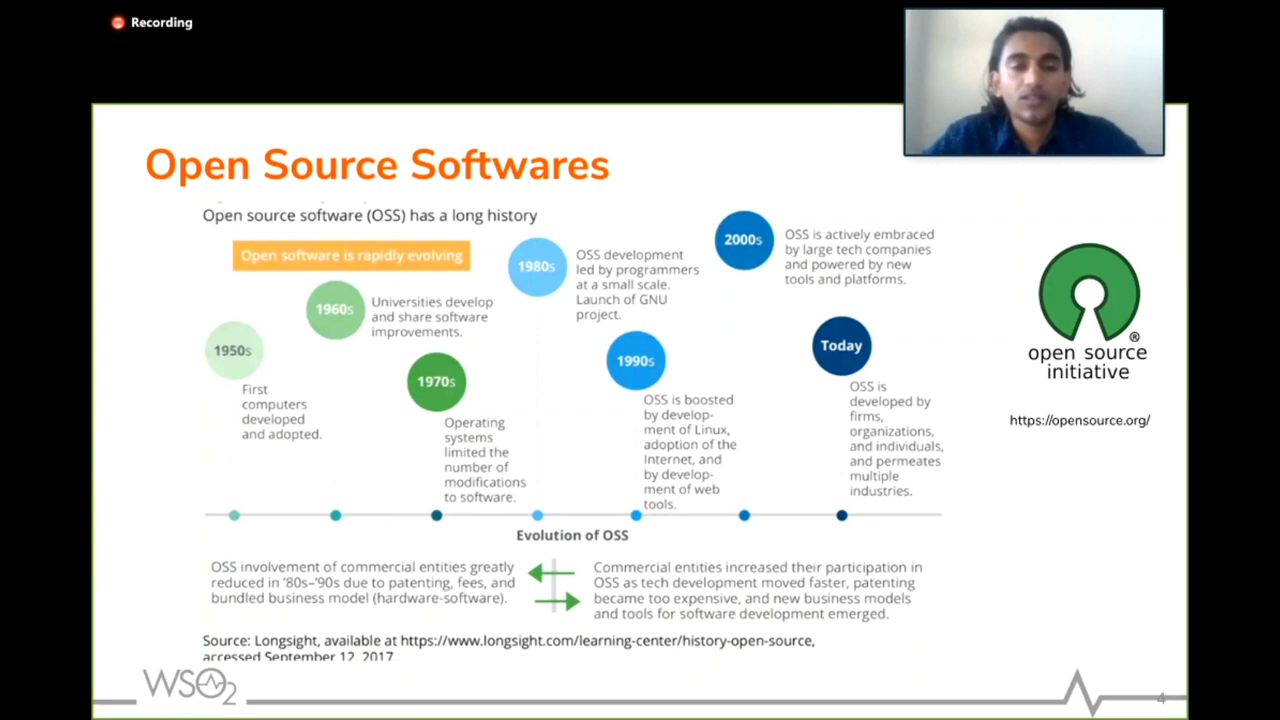 Recording
Open Source Softwares
Open source software (OSS) has a long history
Open software is rapidly evolving
1950s
First
computers
developed
and adopted.
1960s
Universities develop
and share software
improvements.
1970s
Operating
systems
limited the
number of
modifications
to software.
1980s
OSS development
led by programmers
at a small scale.
Launch of GNU
project.
1990s
OSS is boosted
by develop-
ment of Linux,
adoption of the
Internet, and
by develop-
ment of web
tools.
2000s
OSS is actively embraced
by large tech companies
and powered by new
tools and platforms.
Today
OSS is
developed by
firms,
organizations,
and individuals,
and permeates
multiple
industries.
Evolution of OSS
OSS involvement of commercial entities greatly
reduced in ’80s–’90s due to patenting, fees, and
bundled business model (hardware-software).
Commercial entities increased their participation in
OSS as tech development moved faster, patenting
became too expensive, and new business models
and tools for software development emerged.
Source: Longsight, available at https://www.longsight.com/learning-center/history-open-source,
accessed September 12, 2017.
®
open source
initiative
https://opensource.org/
WSO2
4